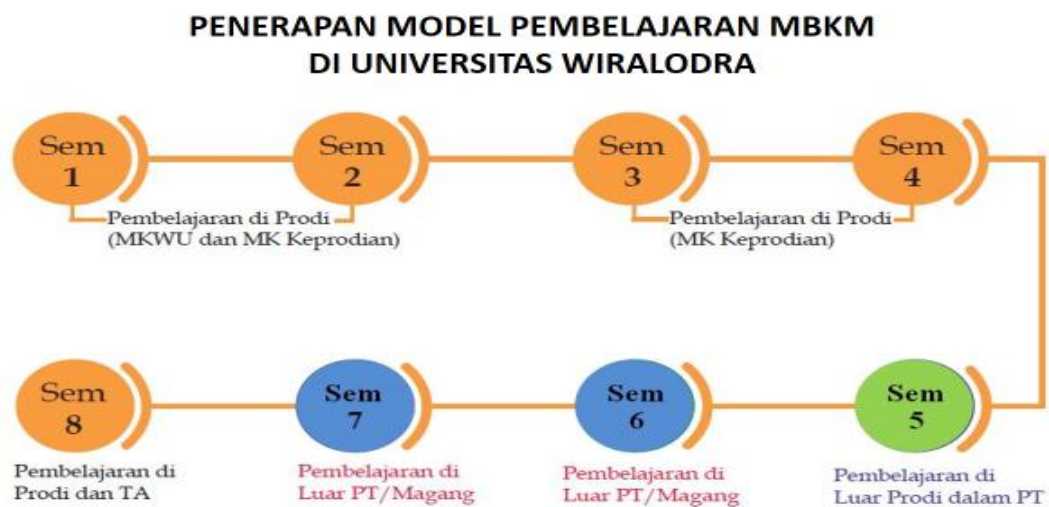 PENERAPAN MODEL PEMBELAJARAN MBKM
DI UNIVERSITAS WIRALODRA
Sem
1
Sem
2
Sem
3
Sem
4
Pembelajaran di Prodi
(MKWU dan MK Keprodian)
Pembelajaran di Prodi
(MK Keprodian)
Sem
8
Sem
7
Sem
6
Sem
5
Pembelajaran di
Prodi dan TA
Pembelajaran di
Luar PT/Magang
Pembelajaran di
Luar PT/Magang
Pembelajaran di
Luar Prodi dalam PT